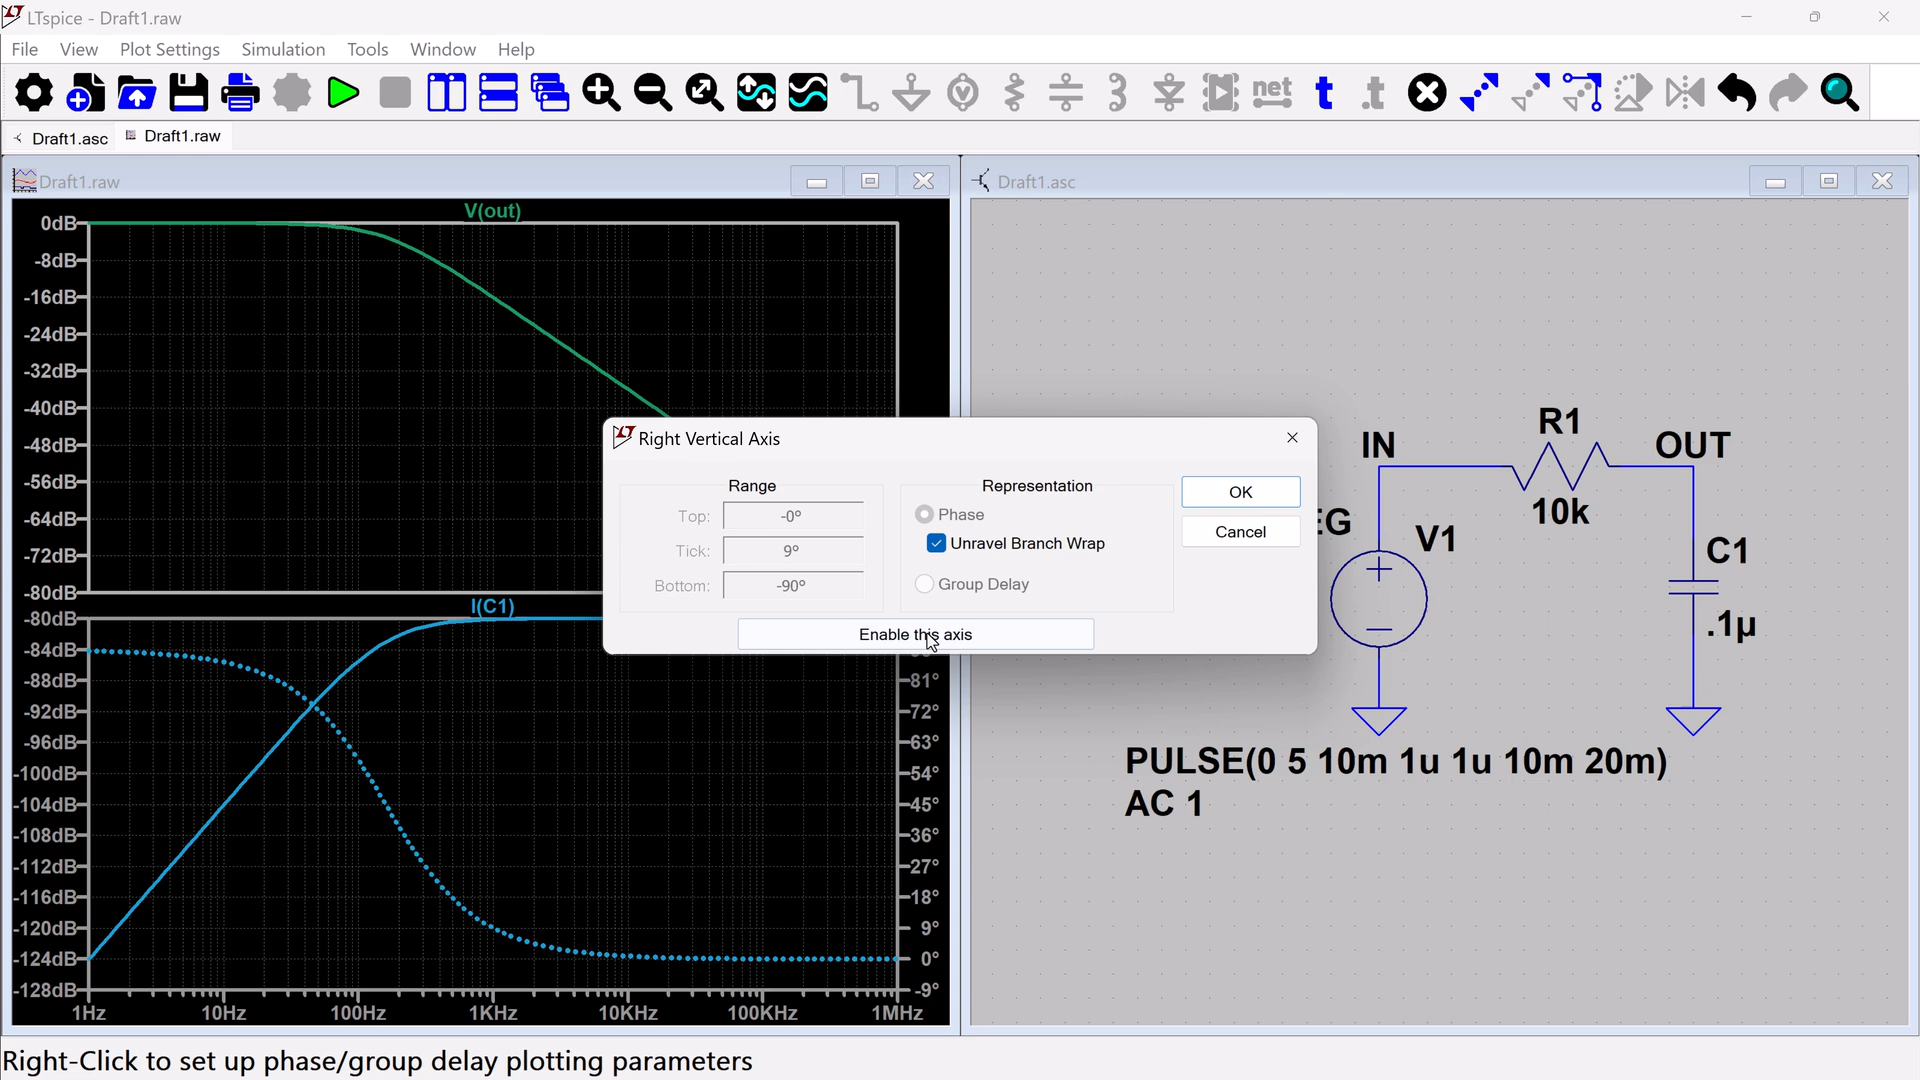 LTspice - Draft1.raw
File View Plot Settings Simulation Tools Window Help
net t .t
Draft1.asc Draft1.raw
Draft1.raw
V(out)
0dB
-8dB
-16dB
-24dB
-32dB
-40dB
-48dB
-56dB
-64dB
-72dB
-80dB
I(C1)
-80dB
-84dB
-88dB
-92dB
-96dB
-100dB
-104dB
-108dB
-112dB
-116dB
-120dB
-124dB
-128dB
81°
72°
63°
54°
45°
36°
27°
18°
9°
0°
-9°
1Hz 10Hz 100Hz 1KHz 10KHz 100KHz 1MHz
Right Vertical Axis
Range
Top: -0º
Tick: 9º
Bottom: -90º
Representation
Phase
Unravel Branch Wrap
Group Delay
OK
Cancel
Enable this axis
Draft1.asc
IN
R1
OUT
10k
V1
C1
.1µ
PULSE(0 5 10m 1u 1u 10m 20m)
AC 1
Right-Click to set up phase/group delay plotting parameters